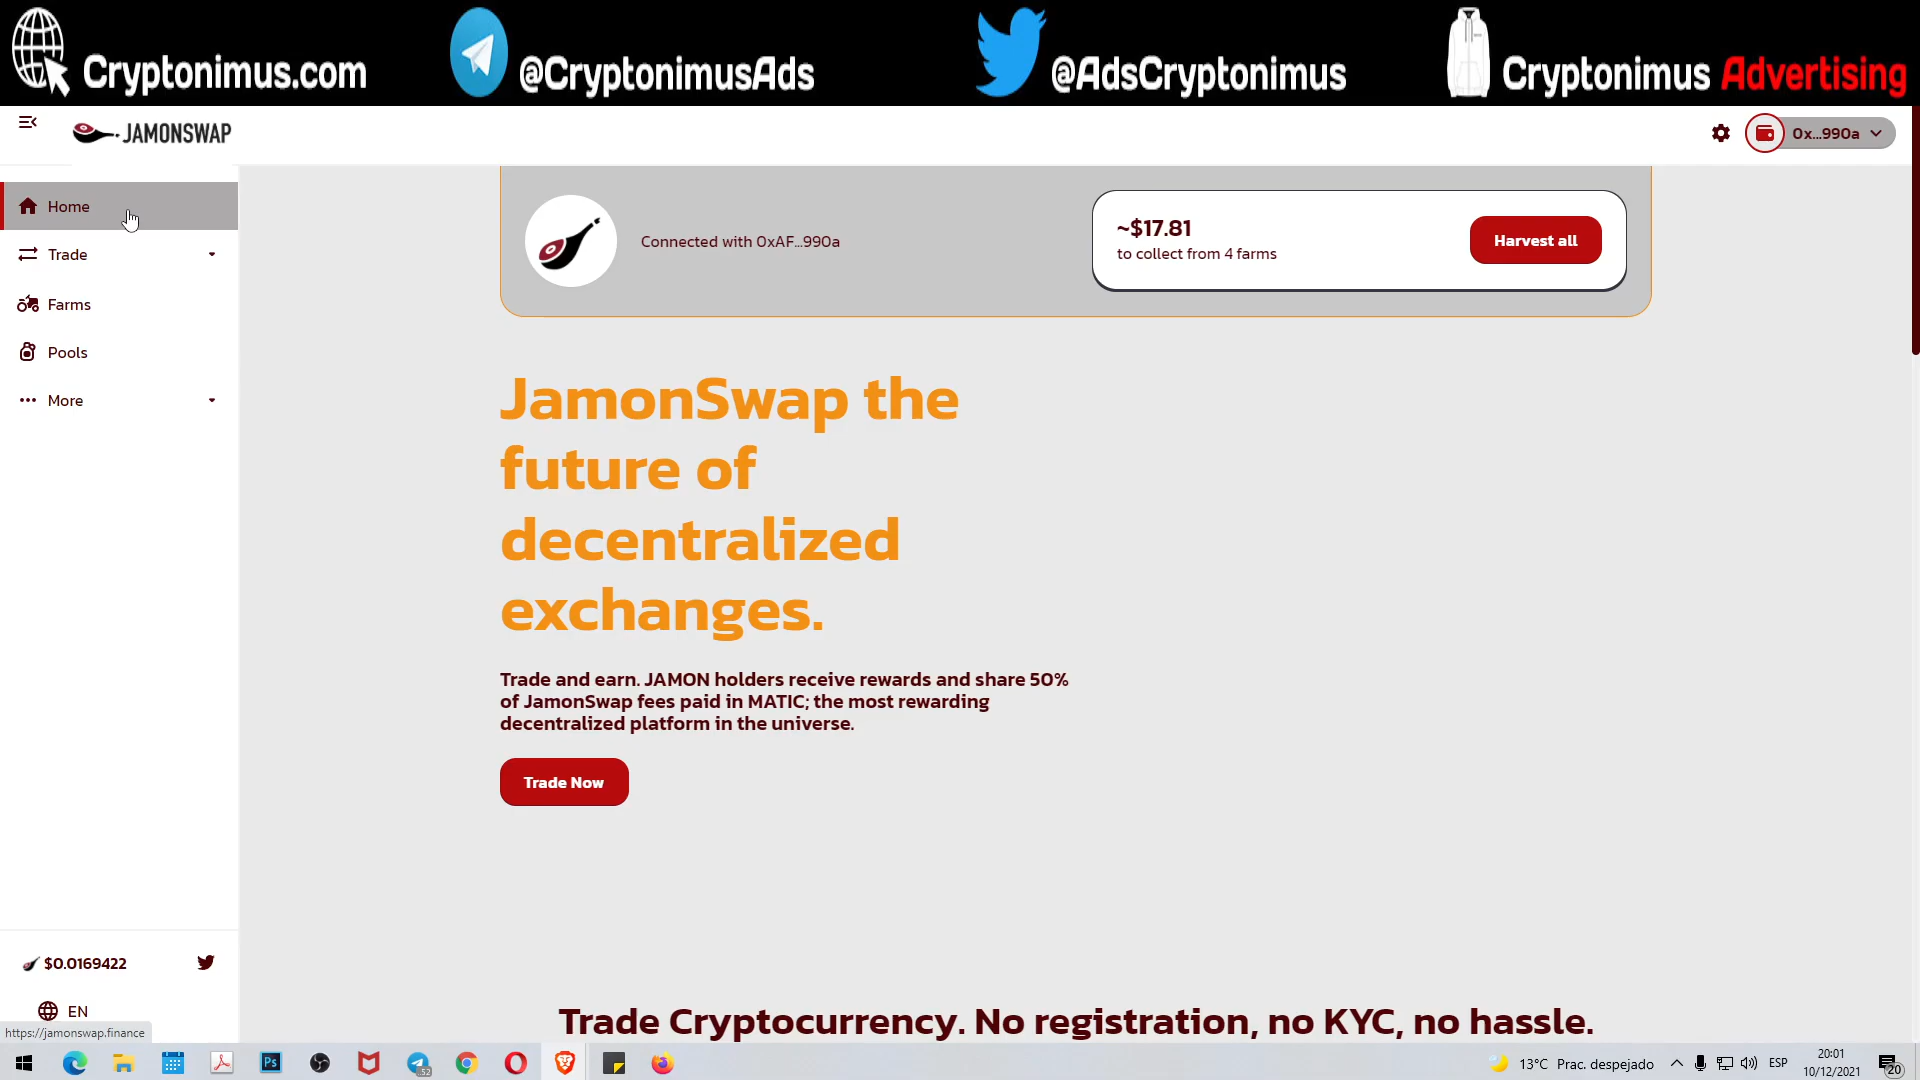 Cryptonimus.com
@CryptonimusAds
@AdsCryptonimus
Cryptonimus Advertising
JAMONSWAP
0x...990a
Home
Trade
Farms
Pools
More
Connected with 0xAF...990a
~$17.81
to collect from 4 farms
Harvest all
JamonSwap the
future of
decentralized
exchanges.
Trade and earn. JAMON holders receive rewards and share 50%
of JamonSwap fees paid in MATIC; the most rewarding
decentralized platform in the universe.
Trade Now
Trade Cryptocurrency. No registration, no KYC, no hassle.
$0.0169422
EN
https://jamonswap.finance
Ps
52
13°C Prac. despejado
ESP
20:01
10/12/2021
20